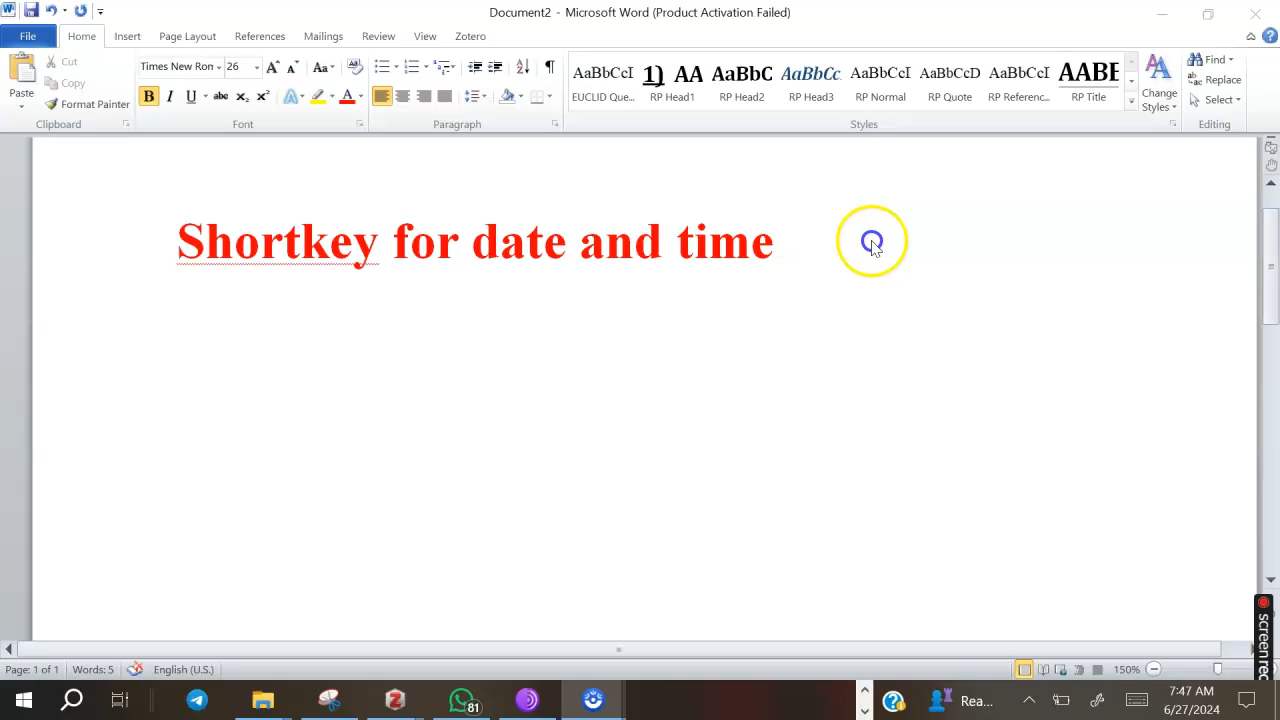 Document2 - Microsoft Word (Product Activation Failed)
File Home Insert Page Layout References Mailings Review View Zotero
Paste
Cut
Copy
Format Painter
Clipboard
Times New Ron 26
Font
Paragraph
AaBbCcI 1) AA AaBbC AaBbCc AaBbCcI AaBbCcD AaBbCcI AABE
EUCLID Que... RP Head1 RP Head2 RP Head3 RP Normal RP Quote RP Referenc... RP Title
Styles
Change Styles
Find
Replace
Select
Editing
Shortkey for date and time
screen rec
Page: 1 of 1 Words: 5 English (U.S.) 150%
81
Rea...
7:47 AM
6/27/2024